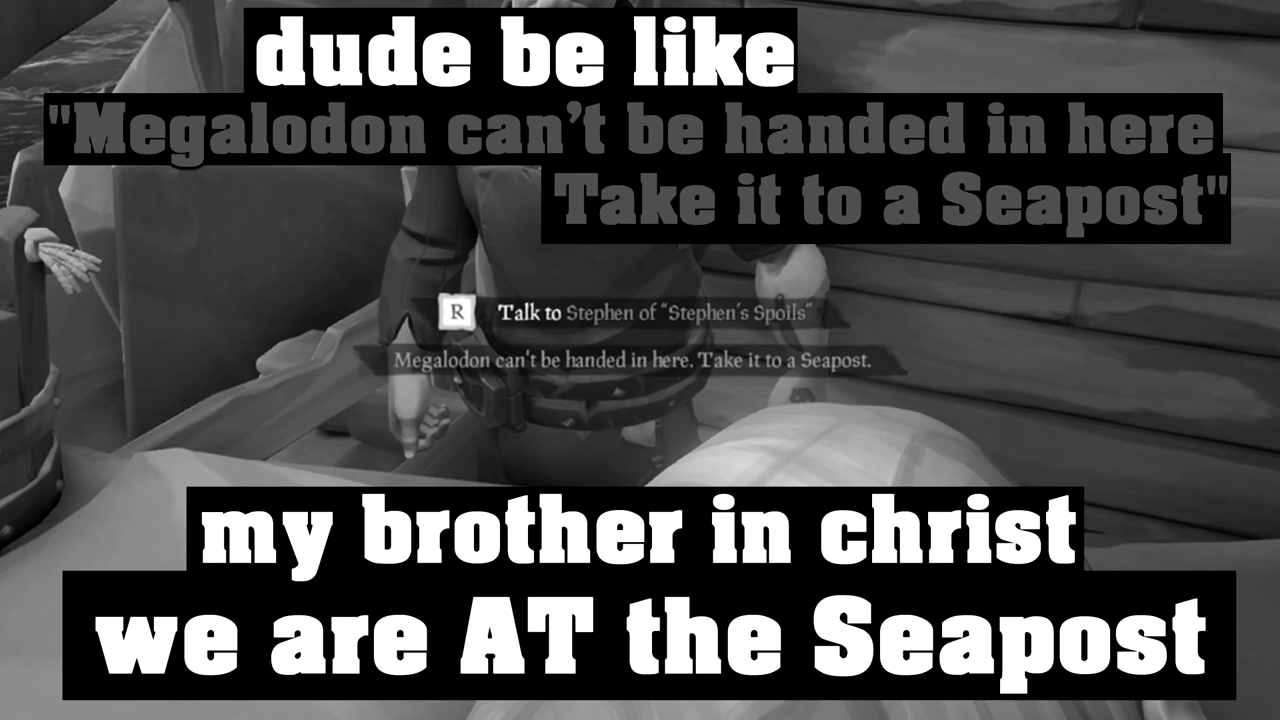 dude be like
"Megalodon can’t be handed in here
Take it to a Seapost"
R Talk to Stephen of “Stephen's Spoils”
Megalodon can't be handed in here. Take it to a Seapost.
my brother in christ
we are AT the Seapost